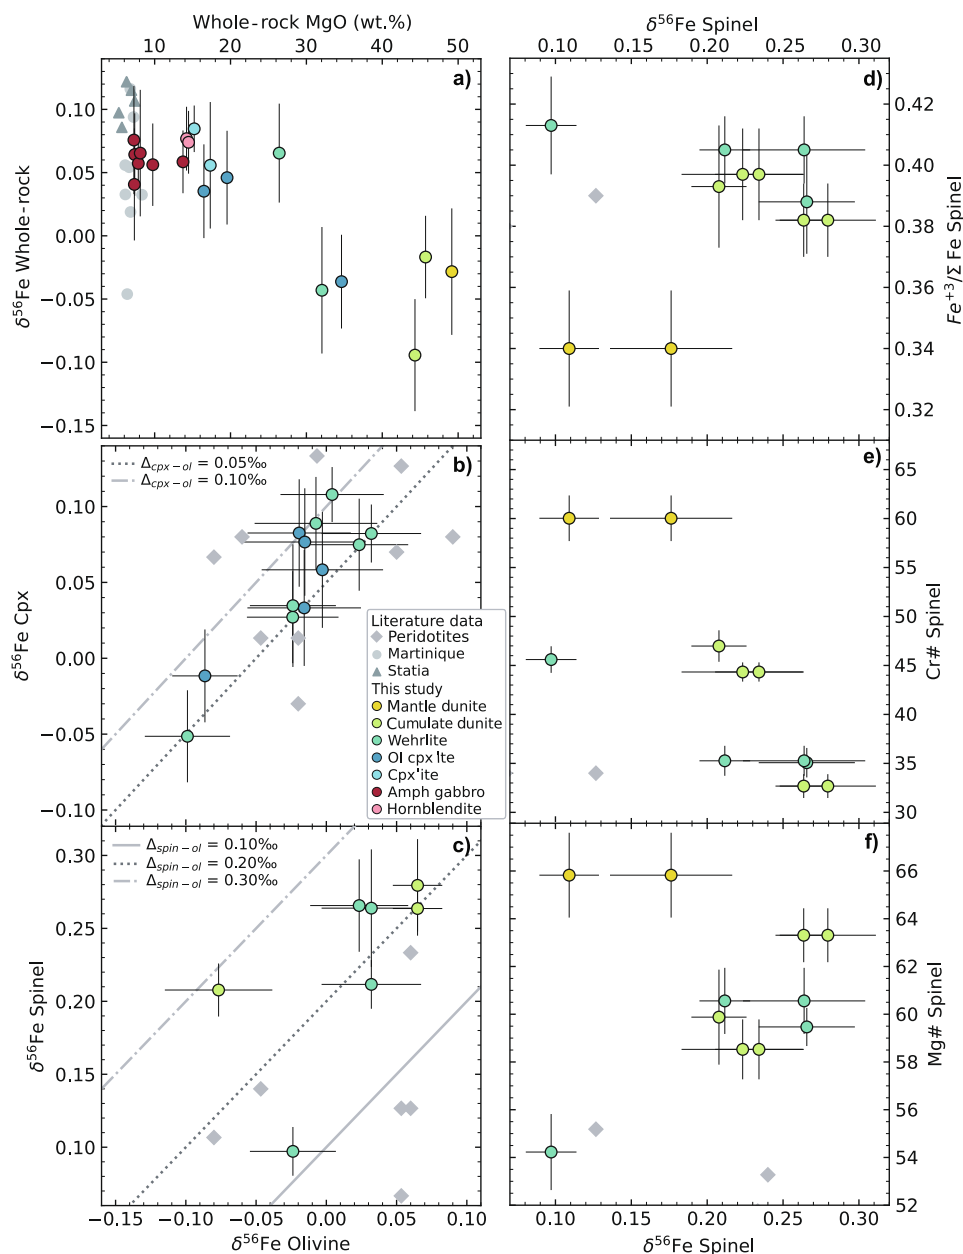 Whole-rock MgO (wt.%)
10 20 30 40 50
a)
0.10
0.05
0.00
−0.05
−0.10
−0.15
δ56Fe Whole-rock
b)
Δcpx−ol = 0.05‰
Δcpx−ol = 0.10‰
0.10
0.05
0.00
−0.05
−0.10
δ56Fe Cpx
Literature data
Peridotites
Martinique
Statia
This study
Mantle dunite
Cumulate dunite
Wehrlite
Ol cpx'ite
Cpx'ite
Amph gabbro
Hornblendite
c)
Δspin−ol = 0.10‰
Δspin−ol = 0.20‰
Δspin−ol = 0.30‰
0.30
0.25
0.20
0.15
0.10
δ56Fe Spinel
−0.15 −0.10 −0.05 0.00 0.05 0.10
δ56Fe Olivine
δ56Fe Spinel
0.10 0.15 0.20 0.25 0.30
d)
0.42
0.40
0.38
0.36
0.34
0.32
Fe+3/Σ Fe Spinel
e)
65
60
55
50
45
40
35
30
Cr# Spinel
f)
66
64
62
60
58
56
54
52
Mg# Spinel
0.10 0.15 0.20 0.25 0.30
δ56Fe Spinel